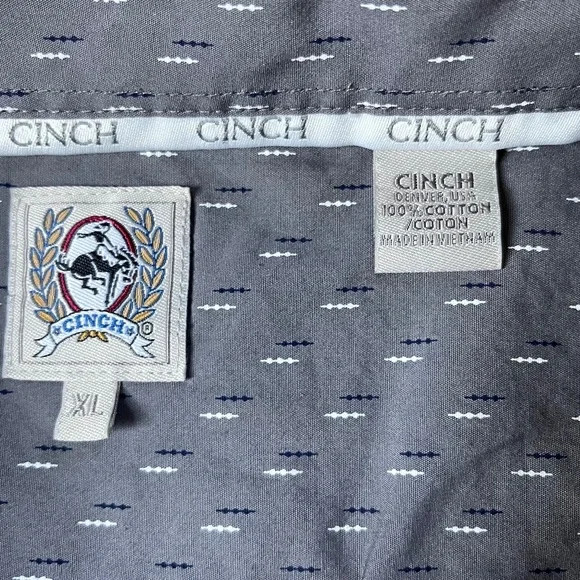 CINCH CINCH CINCH
CINCH
DENVER, USA
100% COTTON
/COTON
MADE IN VIETNAM
★CINCH★ ®
XL